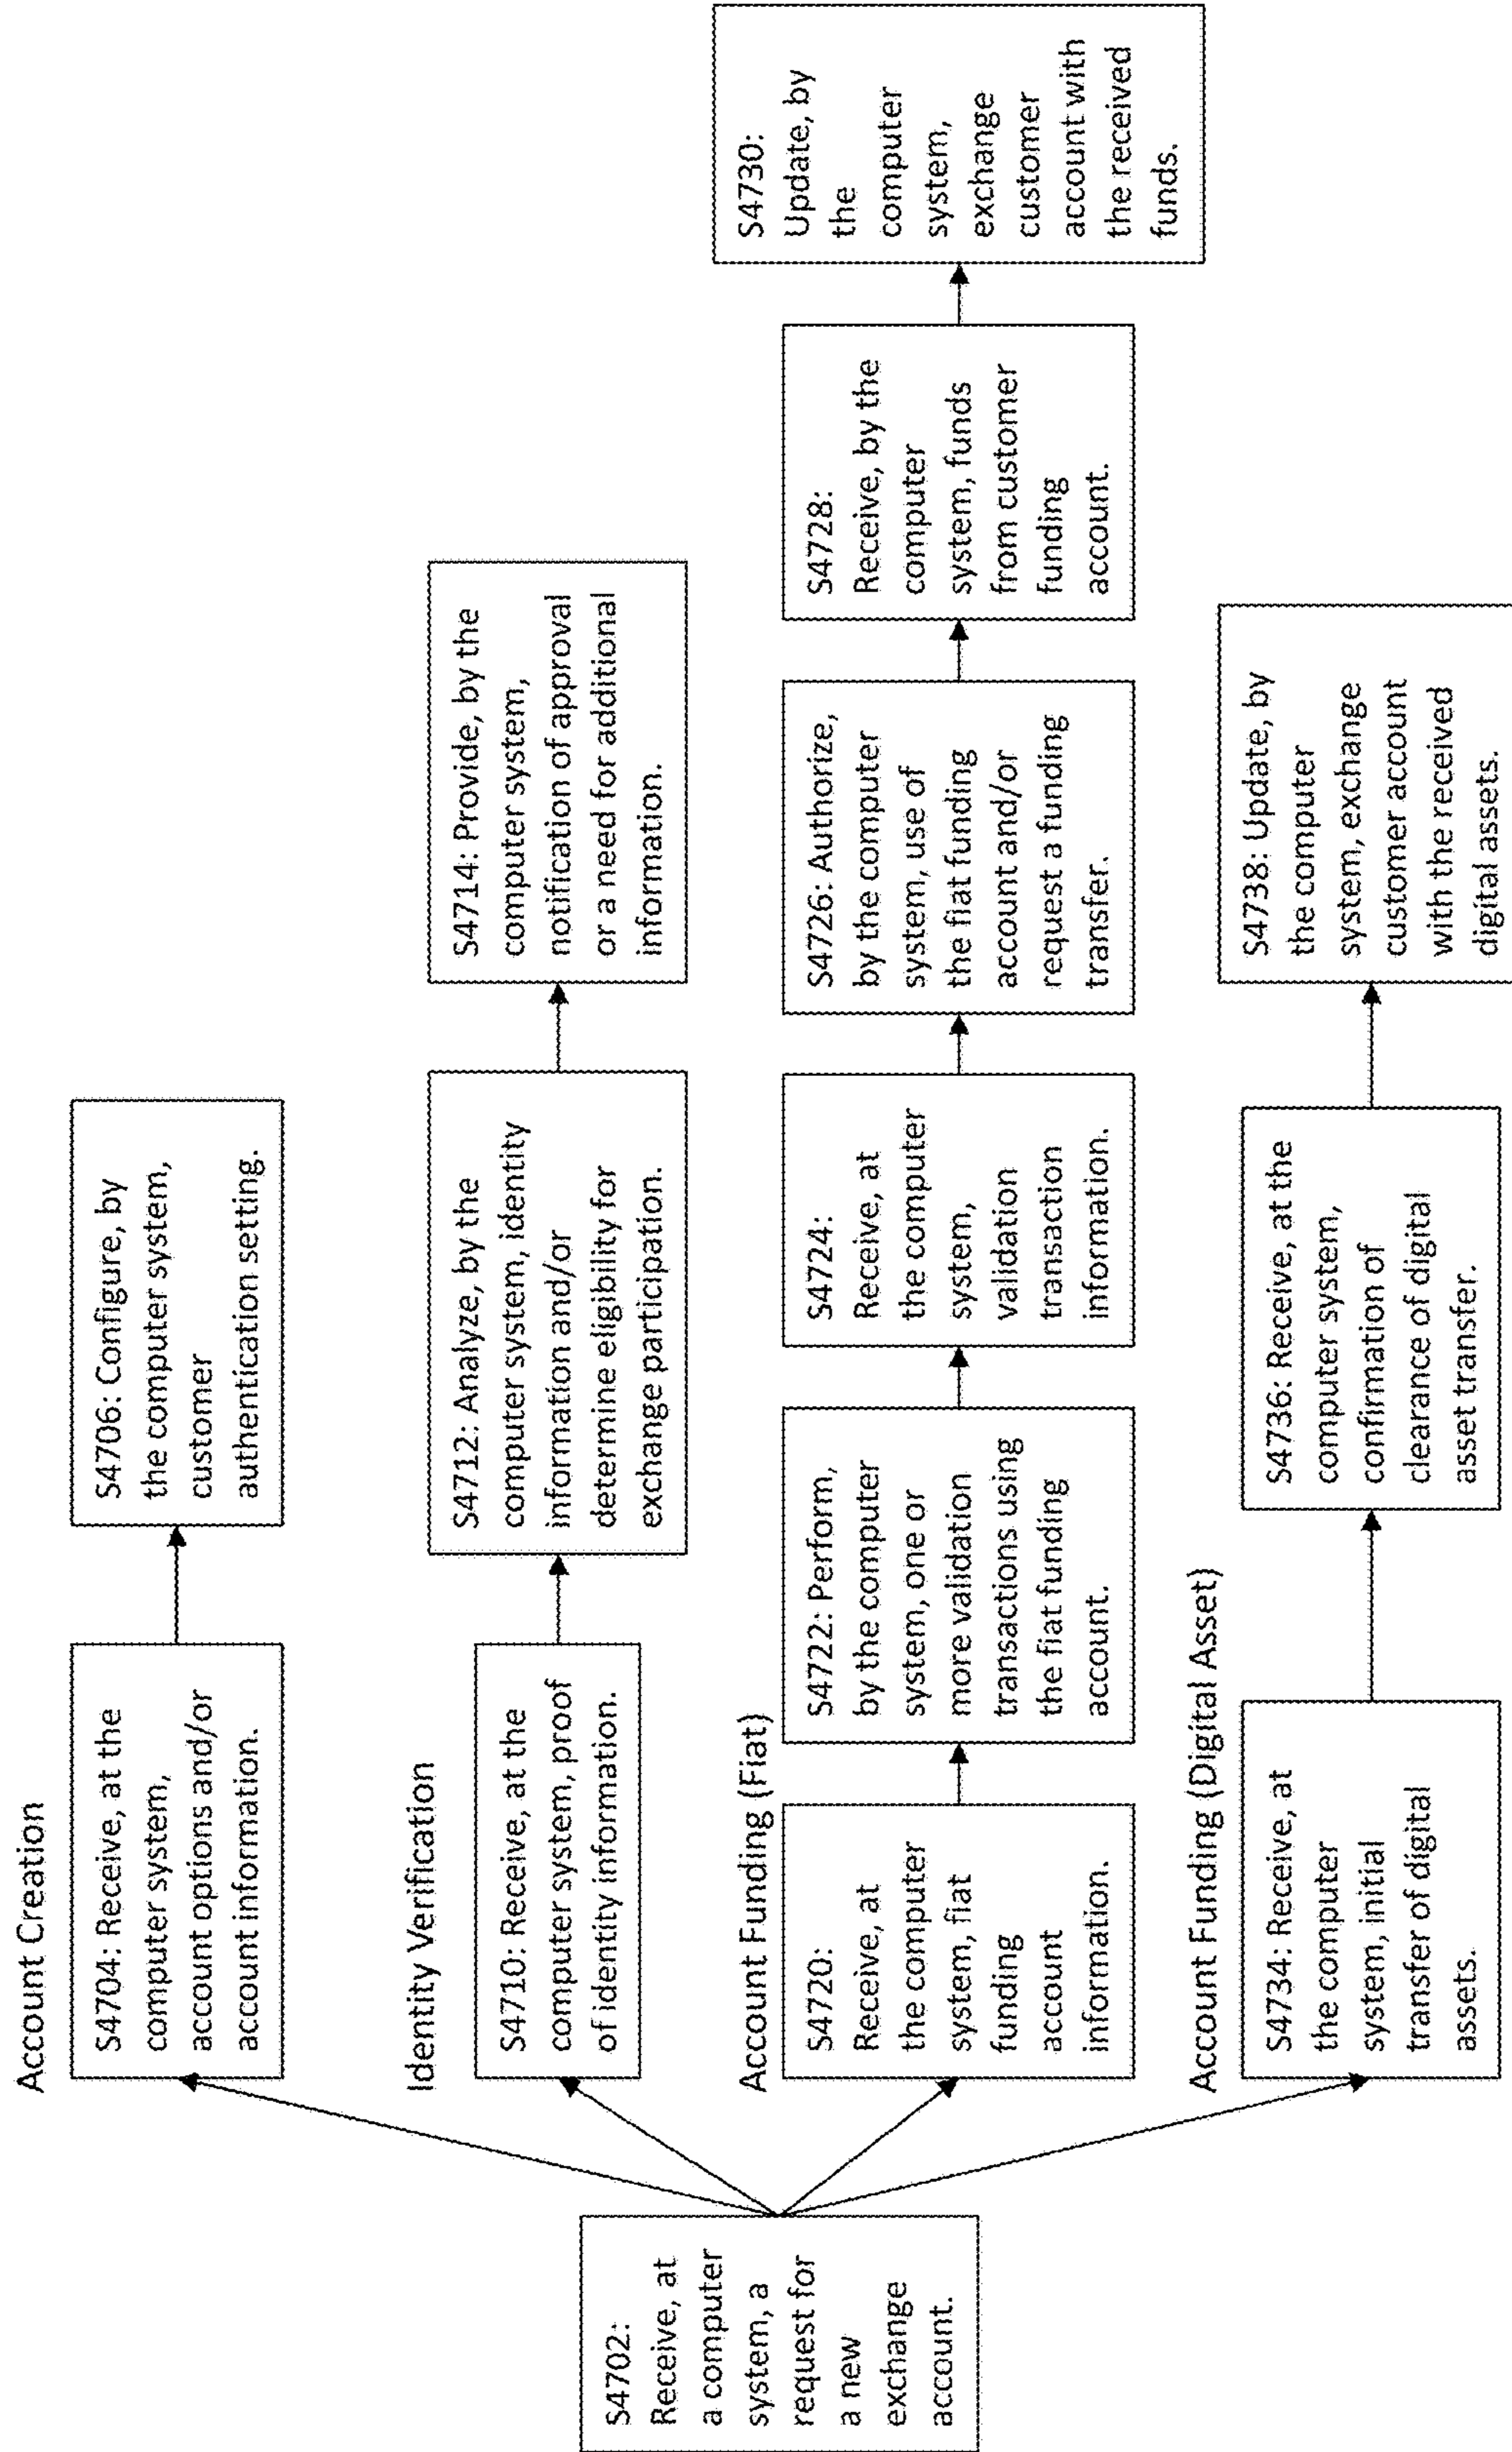 S4702:
Receive, at
a computer
system, a
request for
a new
exchange
account.
Account Creation
S4704: Receive, at the
computer system,
account options and/or
account information.
S4706: Configure, by
the computer system,
customer
authentication setting.
Identity Verification
S4710: Receive, at the
computer system, proof
of identity information.
S4712: Analyze, by the
computer system, identity
information and/or
determine eligibility for
exchange participation.
S4714: Provide, by the
computer system,
notification of approval
or a need for additional
information.
Account Funding (Fiat)
S4720:
Receive, at
the computer
system, fiat
funding
account
information.
S4722: Perform,
by the computer
system, one or
more validation
transactions using
the fiat funding
account.
S4724:
Receive, at
the computer
system,
validation
transaction
information.
S4726: Authorize,
by the computer
system, use of
the fiat funding
account and/or
request a funding
transfer.
S4728:
Receive, by the
computer
system, funds
from customer
funding
account.
S4730:
Update, by
the
computer
system,
exchange
customer
account with
the received
funds.
Account Funding (Digital Asset)
S4734: Receive, at
the computer
system, initial
transfer of digital
assets.
S4736: Receive, at the
computer system,
confirmation of
clearance of digital
asset transfer.
S4738: Update, by
the computer
system, exchange
customer account
with the received
digital assets.